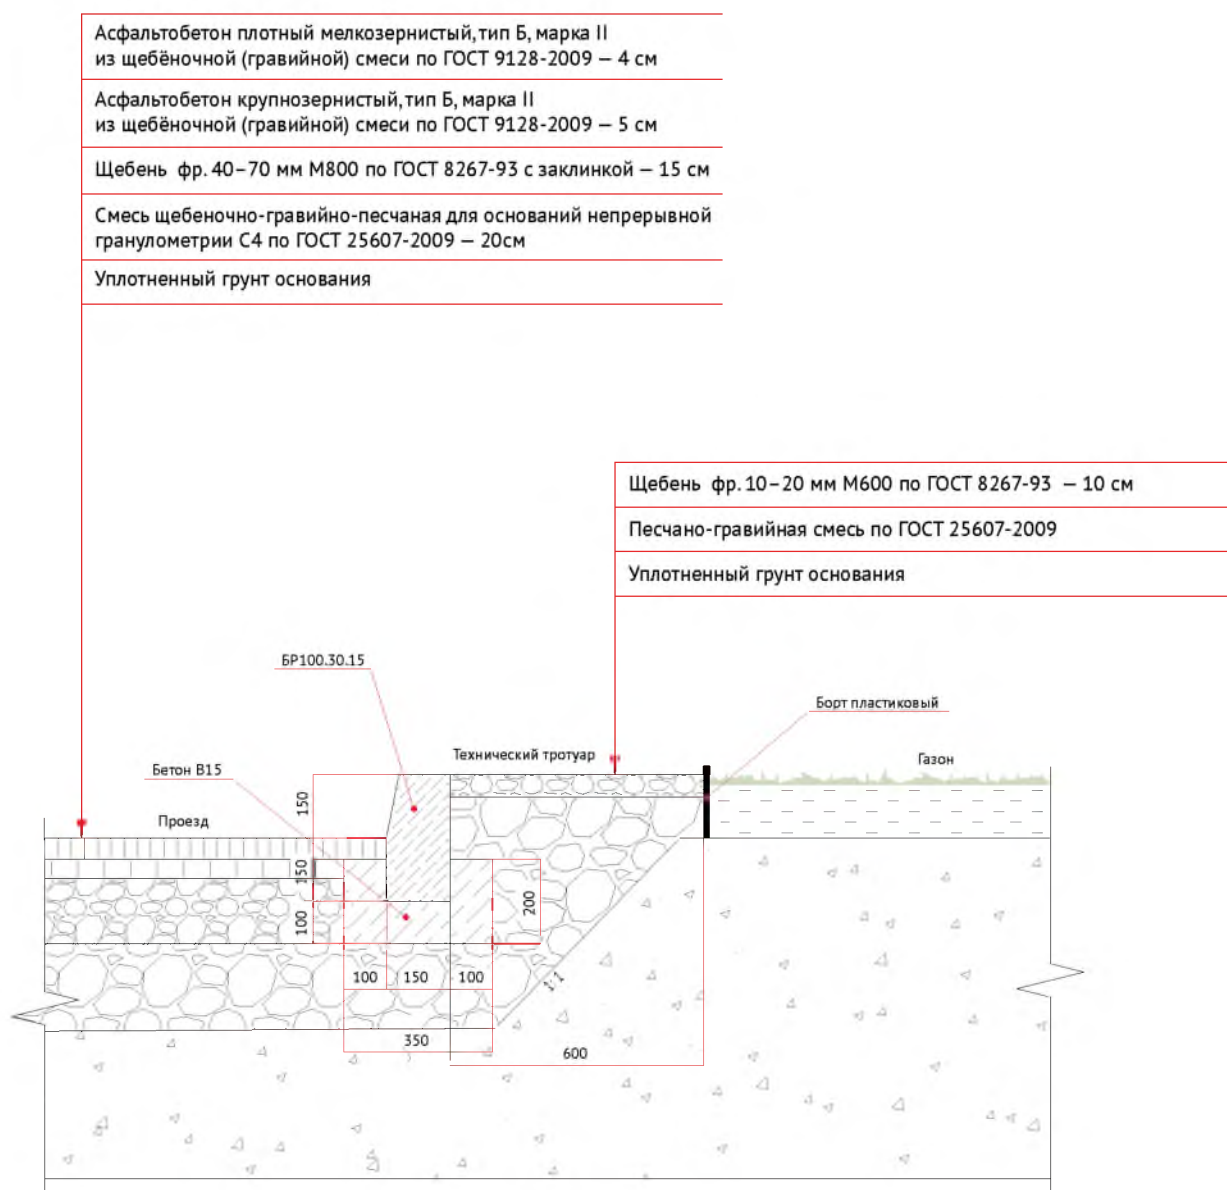 Асфальтобетон плотный мелкозернистый, тип Б, марка II
из щебёночной (гравийной) смеси по ГОСТ 9128-2009 — 4 см
Асфальтобетон крупнозернистый, тип Б, марка II
из щебёночной (гравийной) смеси по ГОСТ 9128-2009 — 5 см
Щебень фр. 40–70 мм М800 по ГОСТ 8267-93 с заклинкой — 15 см
Смесь щебеночно-гравийно-песчаная для оснований непрерывной
гранулометрии С4 по ГОСТ 25607-2009 — 20см
Уплотненный грунт основания
Щебень фр. 10–20 мм М600 по ГОСТ 8267-93 — 10 см
Песчано-гравийная смесь по ГОСТ 25607-2009
Уплотненный грунт основания
БР100.30.15
Борт пластиковый
Технический тротуар
Газон
Бетон В15
Проезд
150
150
100
200
100
150
100
1:1
350
600